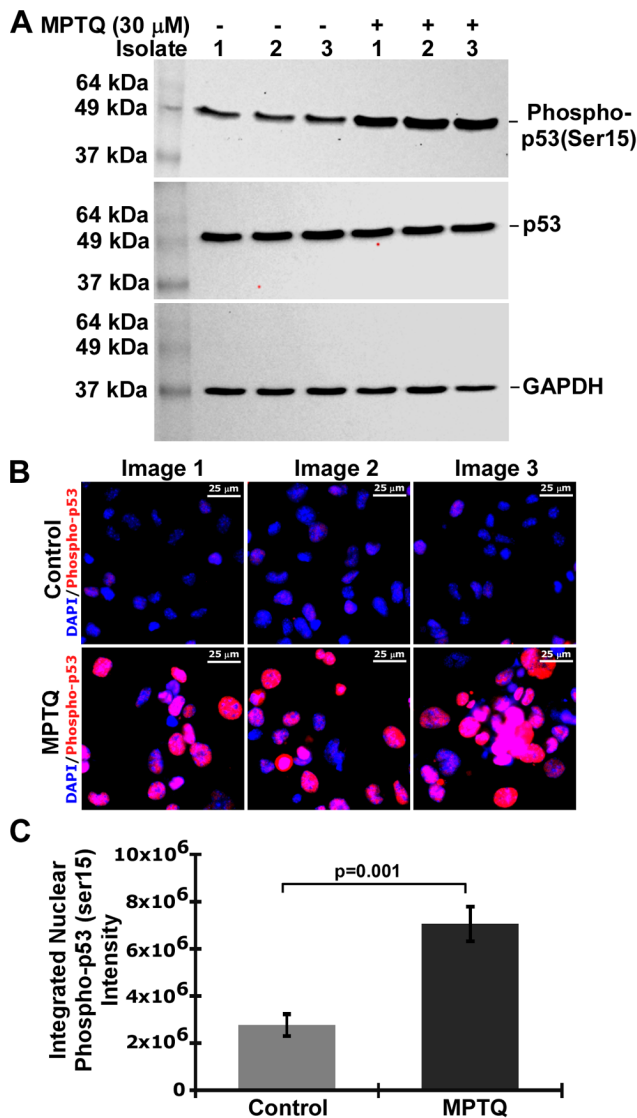 A
MPTQ (30 μM) - - - + + +
Isolate 1 2 3 1 2 3
64 kDa
49 kDa
37 kDa
Phospho-
p53(Ser15)
64 kDa
49 kDa
37 kDa
p53
64 kDa
49 kDa
37 kDa
GAPDH
B
Image 1 Image 2 Image 3
Control
DAPI/Phospho-p53
25 μm 25 μm 25 μm
MPTQ
DAPI/Phospho-p53
25 μm 25 μm 25 μm
C
Integrated Nuclear
Phospho-p53 (ser15)
Intensity
10x10⁶
8x10⁶
6x10⁶
4x10⁶
2x10⁶
0
p=0.001
Control MPTQ